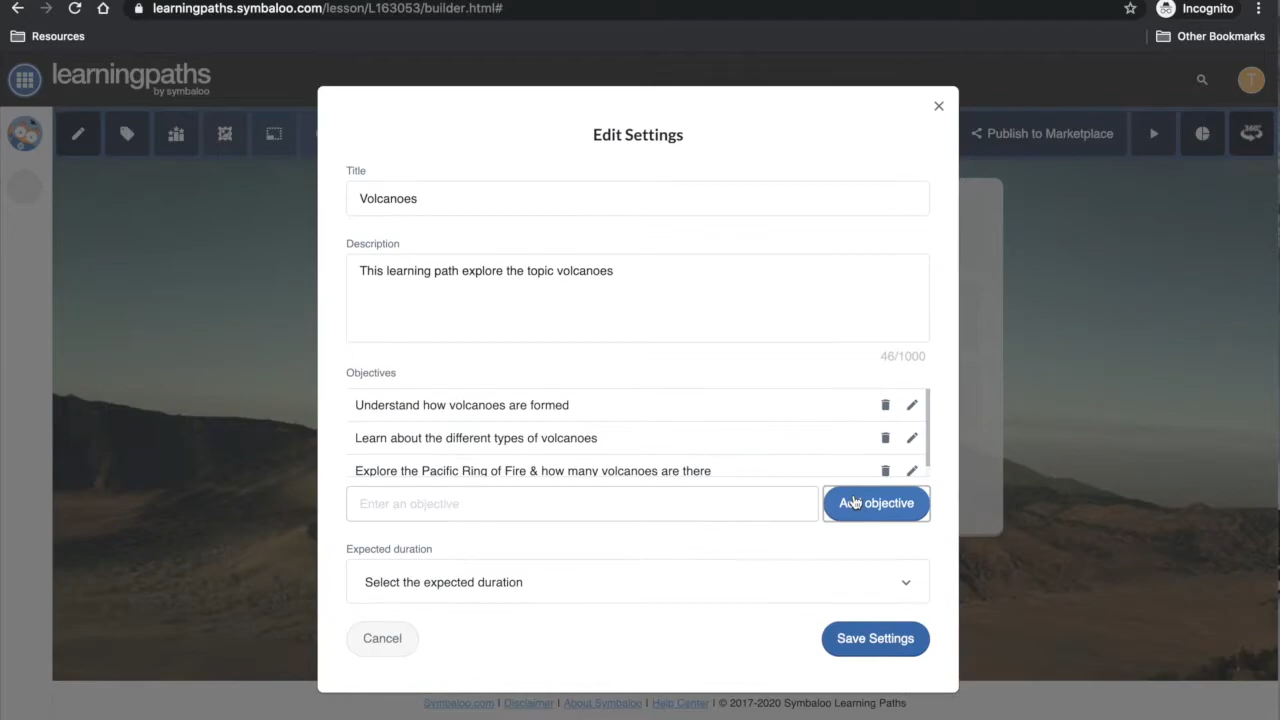 learningpaths.symbaloo.com/lesson/L163053/builder.html#
Incognito
Resources
Other Bookmarks
learningpaths
by symbaloo
T
Publish to Marketplace
Edit Settings
Title
Volcanoes
Description
This learning path explore the topic volcanoes
46/1000
Objectives
Understand how volcanoes are formed
Learn about the different types of volcanoes
Explore the Pacific Ring of Fire & how many volcanoes are there
Enter an objective
Add objective
Expected duration
Select the expected duration
Cancel
Save Settings
Symbaloo.com | Disclaimer | About Symbaloo | Help Center | © 2017-2020 Symbaloo Learning Paths